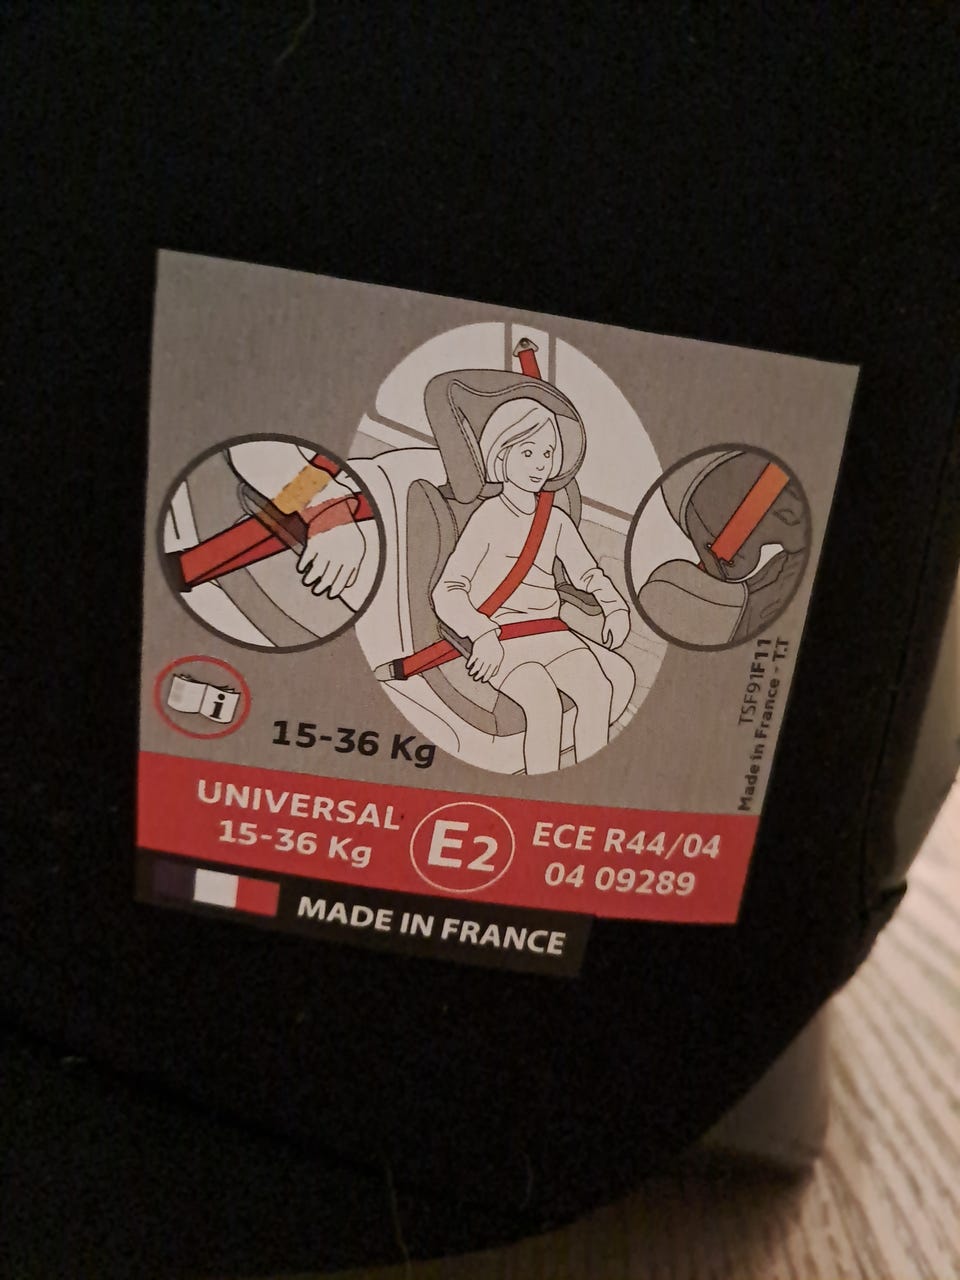 TSF91F11
Made in France - T.T
i
15-36 Kg
UNIVERSAL
15-36 Kg
E2
ECE R44/04
04 09289
MADE IN FRANCE